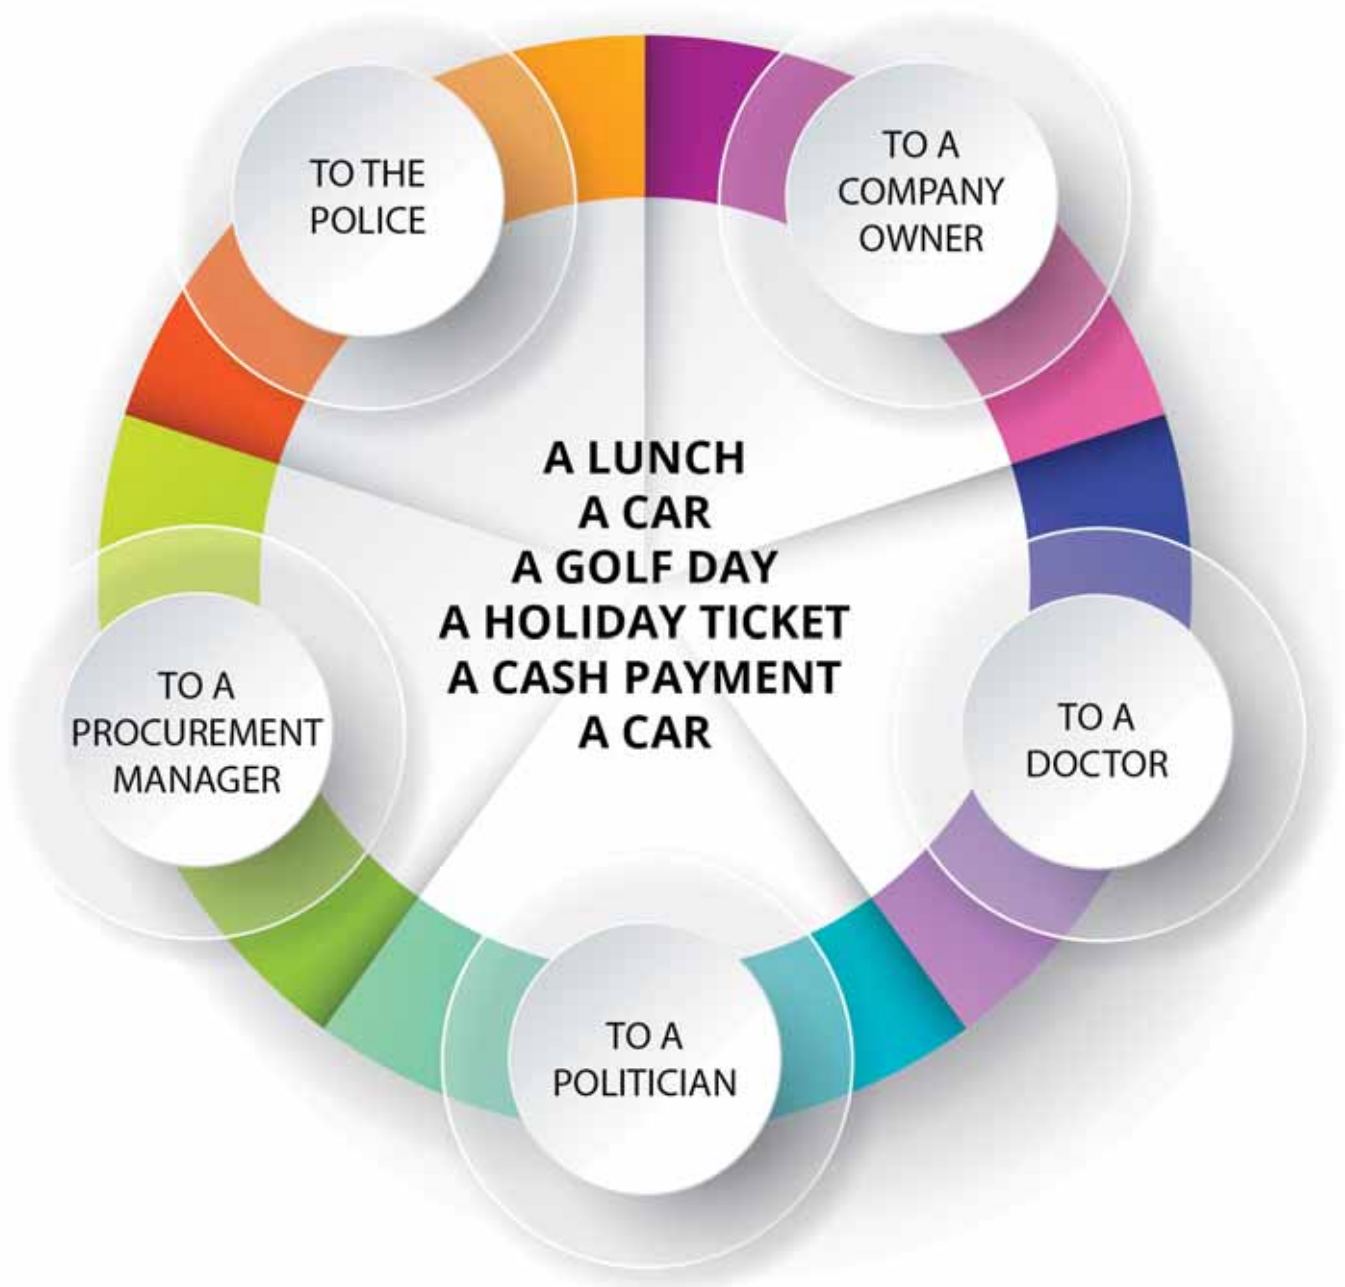 TO THE
POLICE
TO A
COMPANY
OWNER
A LUNCH
A CAR
A GOLF DAY
A HOLIDAY TICKET
A CASH PAYMENT
A CAR
TO A
PROCUREMENT
MANAGER
TO A
DOCTOR
TO A
POLITICIAN